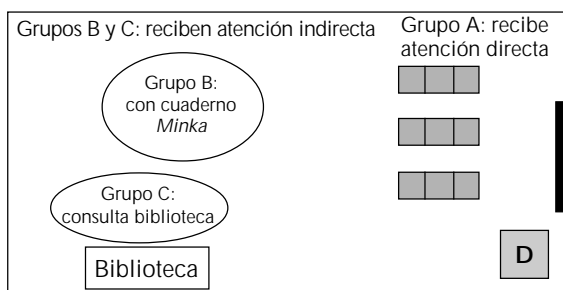 Grupos B y C: reciben atención indirecta
Grupo A: recibe
atención directa
Grupo B:
con cuaderno
Minka
Grupo C:
consulta biblioteca
Biblioteca
D